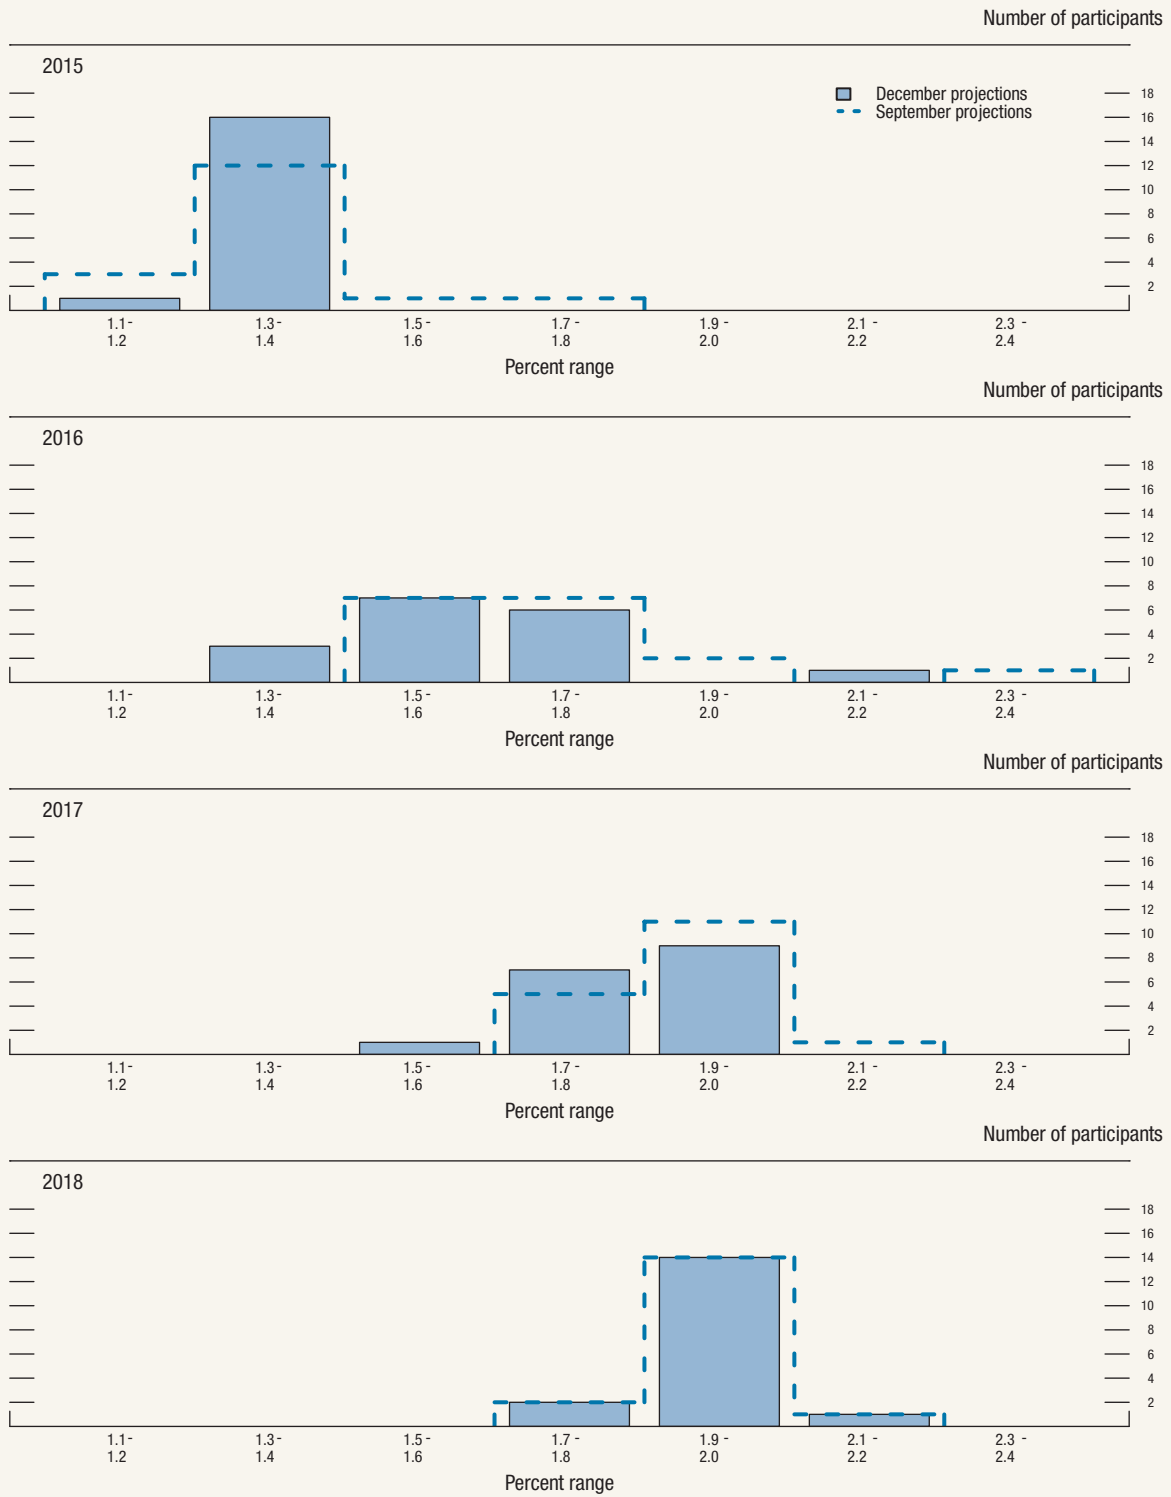 Number of participants
2015
December projections
September projections
18
16
14
12
10
8
6
4
2
1.1 - 1.3 - 1.5 - 1.7 - 1.9 - 2.1 - 2.3 -
1.2 1.4 1.6 1.8 2.0 2.2 2.4
Percent range
Number of participants
2016
18
16
14
12
10
8
6
4
2
1.1 - 1.3 - 1.5 - 1.7 - 1.9 - 2.1 - 2.3 -
1.2 1.4 1.6 1.8 2.0 2.2 2.4
Percent range
Number of participants
2017
18
16
14
12
10
8
6
4
2
1.1 - 1.3 - 1.5 - 1.7 - 1.9 - 2.1 - 2.3 -
1.2 1.4 1.6 1.8 2.0 2.2 2.4
Percent range
Number of participants
2018
18
16
14
12
10
8
6
4
2
1.1 - 1.3 - 1.5 - 1.7 - 1.9 - 2.1 - 2.3 -
1.2 1.4 1.6 1.8 2.0 2.2 2.4
Percent range